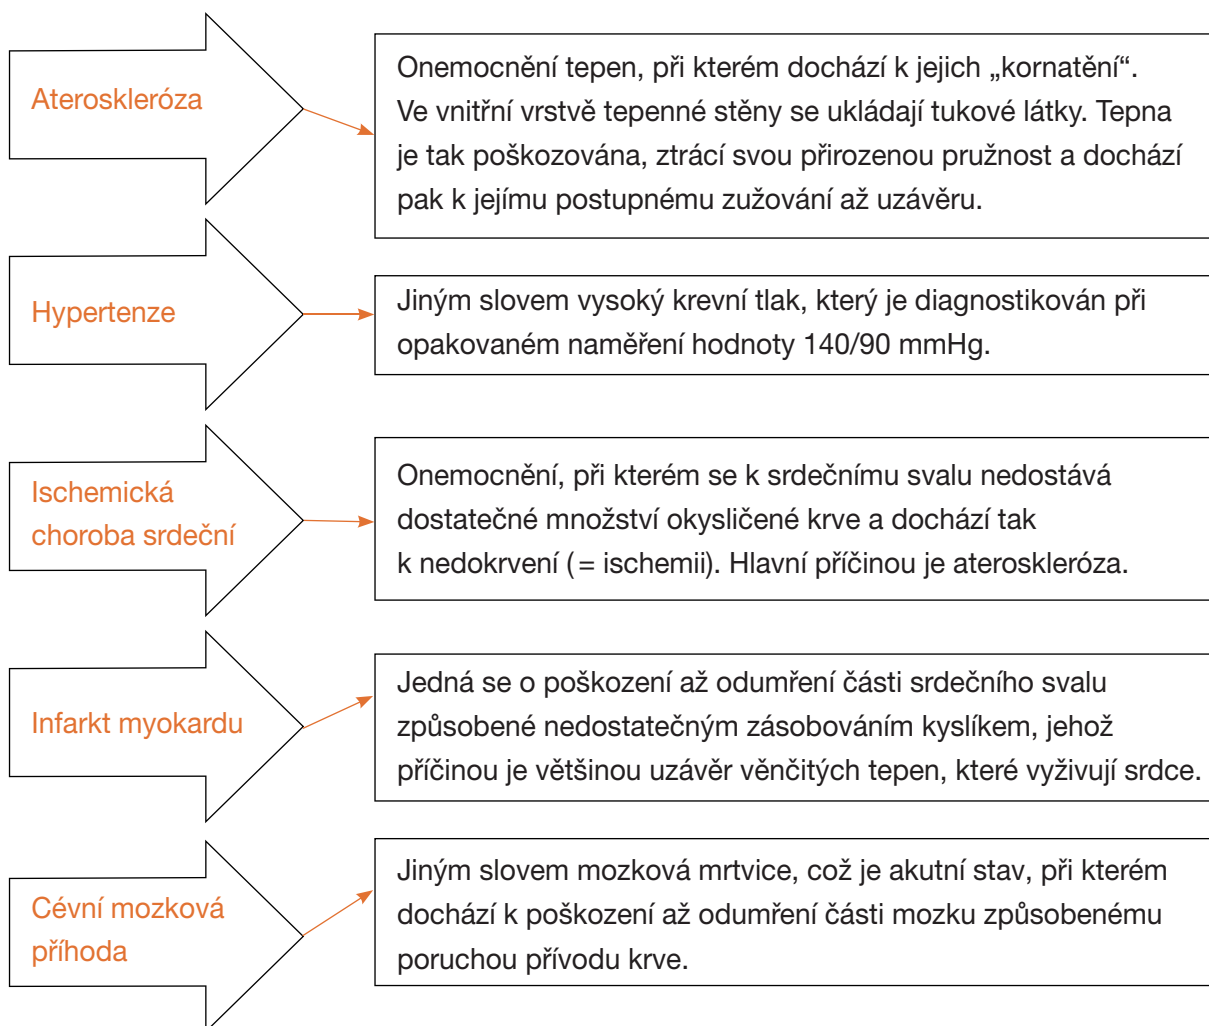 Ateroskleróza
Onemocnění tepen, při kterém dochází k jejich „kornatění“.
Ve vnitřní vrstvě tepenné stěny se ukládají tukové látky. Tepna
je tak poškozována, ztrácí svou přirozenou pružnost a dochází
pak k jejímu postupnému zužování až uzávěru.
Hypertenze
Jiným slovem vysoký krevní tlak, který je diagnostikován při
opakovaném naměření hodnoty 140/90 mmHg.
Ischemická
choroba srdeční
Onemocnění, při kterém se k srdečnímu svalu nedostává
dostatečné množství okysličené krve a dochází tak
k nedokrvení (= ischemii). Hlavní příčinou je ateroskleróza.
Infarkt myokardu
Jedná se o poškození až odumření části srdečního svalu
způsobené nedostatečným zásobováním kyslíkem, jehož
příčinou je většinou uzávěr věnčitých tepen, které vyživují srdce.
Cévní mozková
příhoda
Jiným slovem mozková mrtvice, což je akutní stav, při kterém
dochází k poškození až odumření části mozku způsobenému
poruchou přívodu krve.